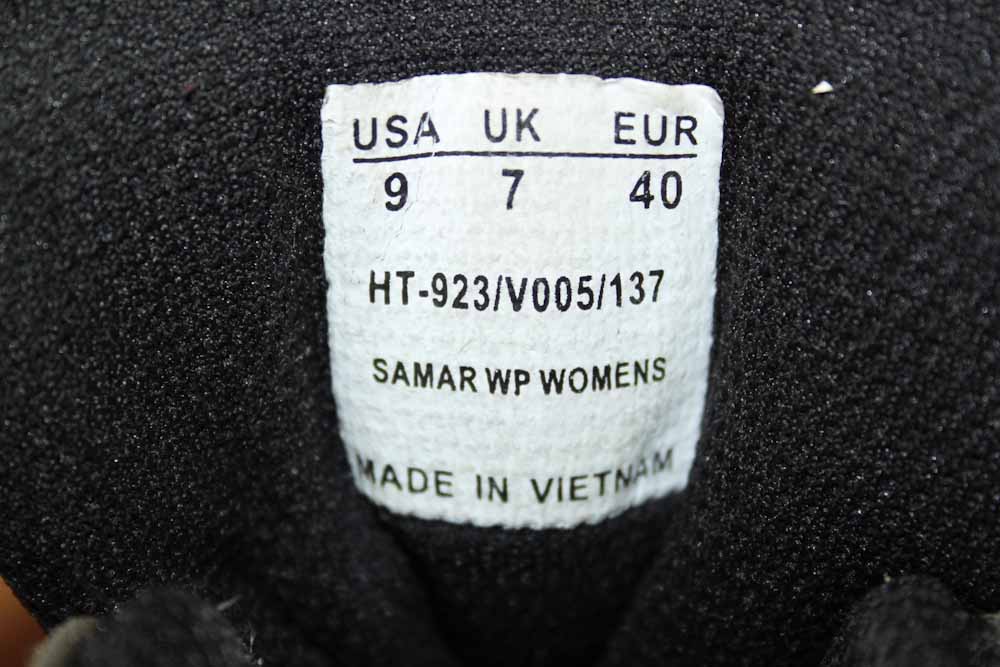 USA UK EUR
9 7 40
HT-923/V005/137
SAMAR WP WOMENS
MADE IN VIETNAM